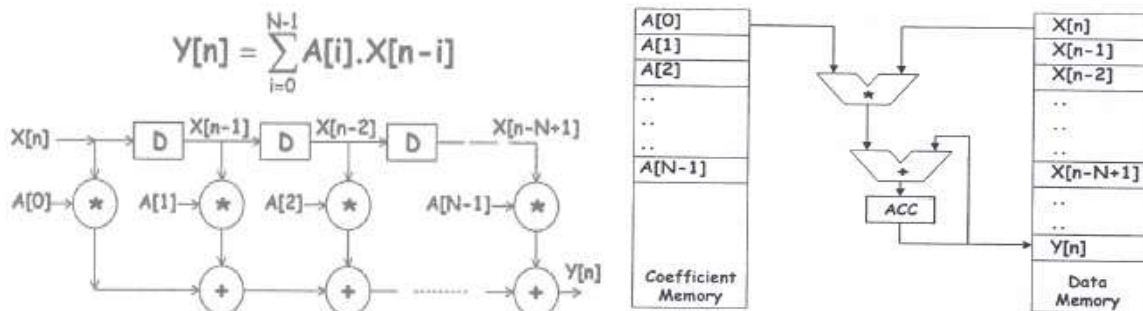 Y[n] = ∑ A[i].X[n-i]
N-1
i=0
X[n]
D
X[n-1]
D
X[n-2]
D
X[n-N+1]
A[0]
*
A[1]
*
A[2]
*
A[N-1]
*
+
+
+
Y[n]
A[0]
A[1]
A[2]
..
..
..
A[N-1]
Coefficient
Memory
*
+
ACC
X[n]
X[n-1]
X[n-2]
..
..
..
X[n-N+1]
..
..
Y[n]
Data
Memory